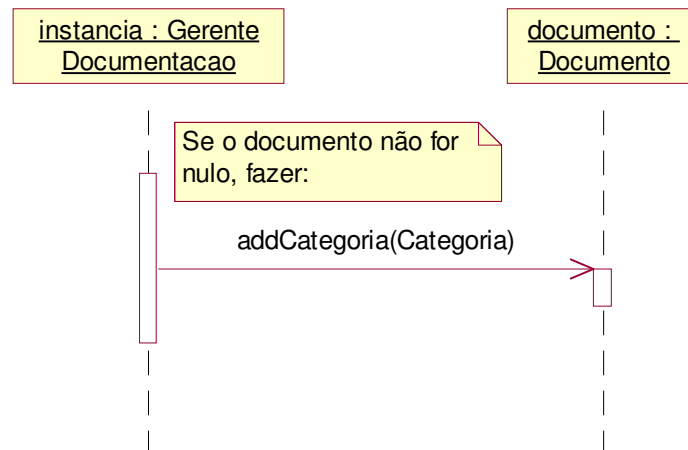 instancia : Gerente
Documentacao
documento :
Documento
Se o documento não for
nulo, fazer:
addCategoria(Categoria)